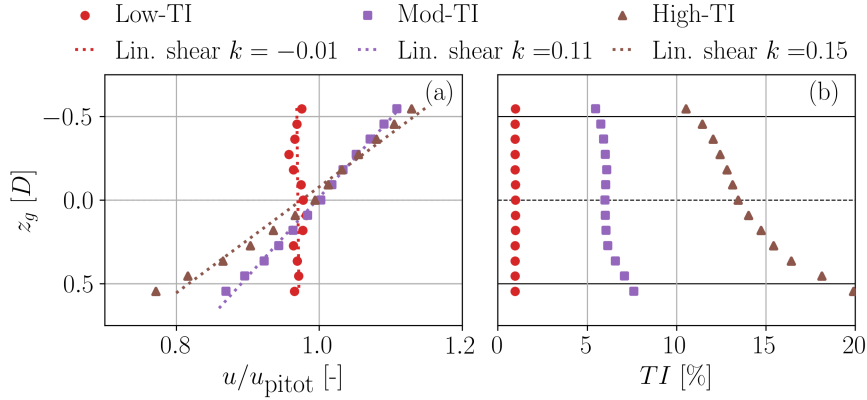 Low-TI Mod-TI High-TI
Lin. shear k = −0.01 Lin. shear k =0.11 Lin. shear k =0.15
(a) (b)
−0.5
0.0
0.5
z_g [D]
0.8 1.0 1.2 0 5 10 15 20
u/u_pitot [-] TI [%]